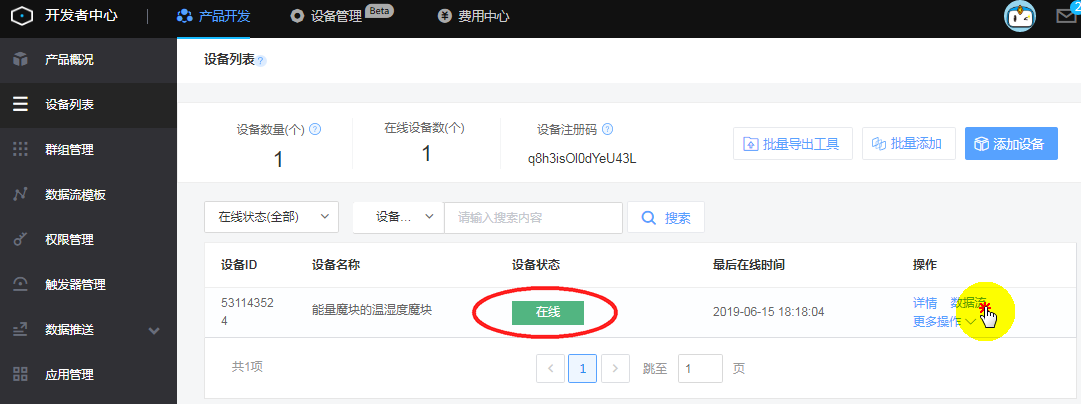 开发者中心 产品开发 设备管理 Beta 费用中心 2
产品概况
设备列表
群组管理
数据流模板
权限管理
触发器管理
数据推送
应用管理
设备列表 ?
设备数量(个) ? 在线设备数(个) 设备注册码 ?
1 1 q8h3isOl0dYeU43L
批量导出工具 批量添加 添加设备
在线状态(全部) 设备... 请输入搜索内容 搜索
设备ID 设备名称 设备状态 最后在线时间 操作
53114352
4
能量魔块的温湿度魔块 在线 2019-06-15 18:18:04
详情 数据流
更多操作
共1项 < 1 > 跳至 1 页